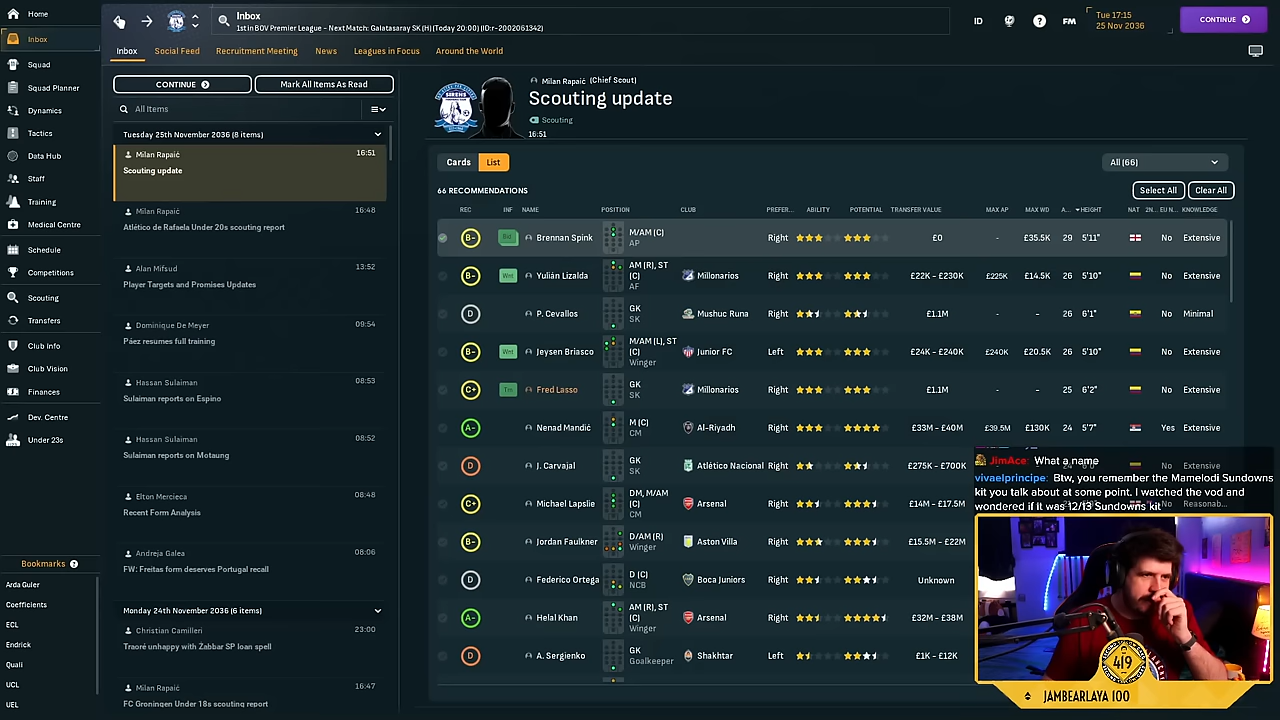 Home
Inbox
Squad
Squad Planner
Dynamics
Tactics
Data Hub
Staff
Training
Medical Centre
Schedule
Competitions
Scouting
Transfers
Club Info
Club Vision
Finances
Dev. Centre
Under 23s
Bookmarks ?
Arda Guler
Coefficients
ECL
Endrick
Quali
UCL
UEL
Inbox
1st in BOV Premier League - Next Match: Galatasaray SK (H) (Today 20:00) (ID:r-2002061342)
ID
?
FM
Tue 17:15
25 Nov 2036
CONTINUE
Inbox Social Feed Recruitment Meeting News Leagues in Focus Around the World
CONTINUE
Mark All Items As Read
All Items
Tuesday 25th November 2036 (8 items)
Milan Rapaić 16:51
Scouting update
Milan Rapaić 16:48
Atlético de Rafaela Under 20s scouting report
Alan Mifsud 13:52
Player Targets and Promises Updates
Dominique De Meyer 09:54
Páez resumes full training
Hassan Sulaiman 08:53
Sulaiman reports on Espino
Hassan Sulaiman 08:52
Sulaiman reports on Motaung
Elton Mercieca 08:48
Recent Form Analysis
Andreja Galea 08:06
FW: Freitas form deserves Portugal recall
Monday 24th November 2036 (6 items)
Christian Camilleri 23:00
Traoré unhappy with Żabbar SP loan spell
Milan Rapaić 16:47
FC Groningen Under 18s scouting report
SIRENS
Milan Rapaić (Chief Scout)
Scouting update
Scouting
16:51
Cards List
All (66)
66 RECOMMENDATIONS
Select All
Clear All
REC INF NAME POSITION CLUB PREFER... ABILITY POTENTIAL TRANSFER VALUE MAX AP MAX WD A... HEIGHT NAT 2N... EU N... KNOWLEDGE
B- Bid Brennan Spink M/AM (C) AP Right £0 - £35.5K 29 5'11" No Extensive
B- Wnt Yulián Lizalda AM (R), ST (C) AF Millonarios Right £22K - £230K £225K £14.5K 26 5'10" No Extensive
D P. Cevallos GK SK Mushuc Runa Right £1.1M - - 26 6'1" No Minimal
B- Wnt Jeysen Briasco M/AM (L), ST (C) Winger Junior FC Left £24K - £240K £240K £20.5K 26 5'10" No Extensive
C+ Trn Fred Lasso GK SK Millonarios Right £1.1M - - 25 6'2" No Extensive
A- Nenad Mandić M (C) CM Al-Riyadh Right £33M - £40M £39.5M £130K 24 5'7" Yes Extensive
D J. Carvajal GK SK Atlético Nacional Right £275K - £700K No Extensive
C+ Michael Lapslie DM, M/AM (C) CM Arsenal Right £14M - £17.5M No Reasonab...
B- Jordan Faulkner D/AM (R) Winger Aston Villa Right £15.5M - £22M
D Federico Ortega D (C) NCB Boca Juniors Right Unknown
A- Helal Khan AM (R), ST (C) Winger Arsenal Right £32M - £38M
D A. Sergienko GK Goalkeeper Shakhtar Left £1K - £12K
JimAce: What a name
vivaelprincipe: Btw, you remember the Mamelodi Sundowns
kit you talk about at some point. I watched the vod and
wondered if it was 12/13 Sundowns kit
419
JAMBEARLAYA 100